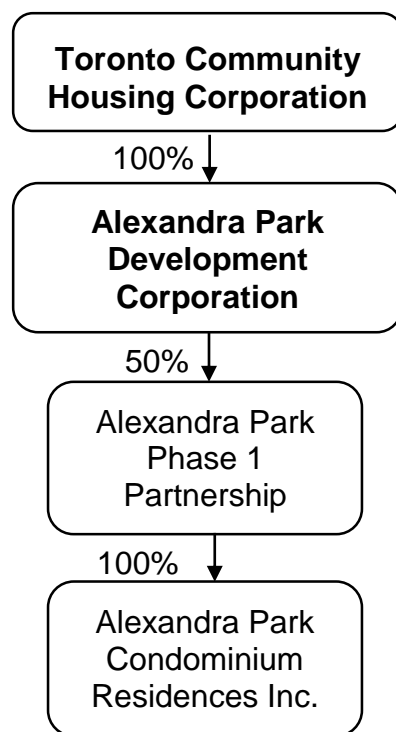 Toronto Community
Housing Corporation
100%
Alexandra Park
Development
Corporation
50%
Alexandra Park
Phase 1
Partnership
100%
Alexandra Park
Condominium
Residences Inc.